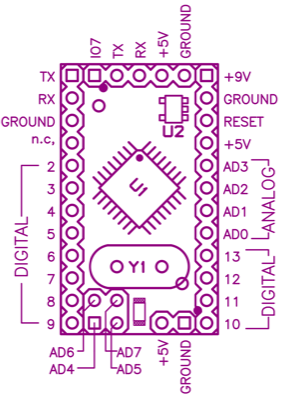 IO7
TX
RX
+5V
GROUND
TX
RX
GROUND
n.c,
2
3
4
5
6
7
8
9
DIGITAL
+9V
GROUND
RESET
+5V
AD3
AD2
AD1
AD0
ANALOG
13
12
11
10
DIGITAL
U2
U1
Y1
AD6
AD4
AD7
AD5
+5V
GROUND